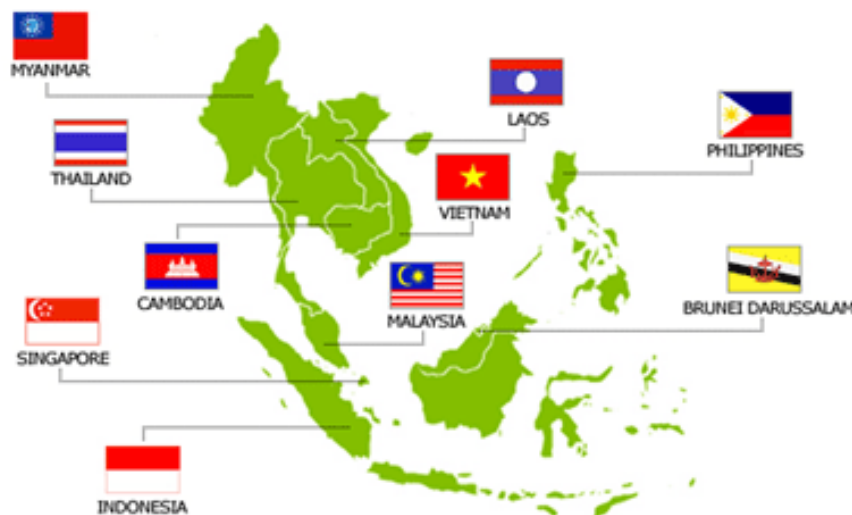 MYANMAR
LAOS
PHILIPPINES
THAILAND
VIETNAM
CAMBODIA
MALAYSIA
BRUNEI DARUSSALAM
SINGAPORE
INDONESIA